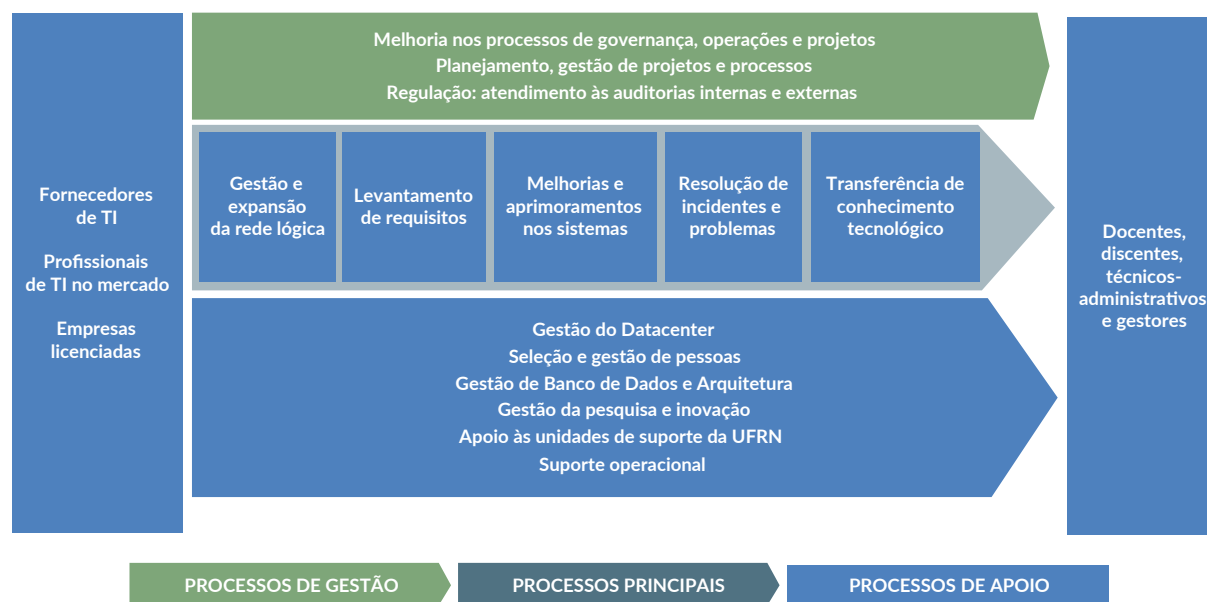 Melhoria nos processos de governança, operações e projetos
Planejamento, gestão de projetos e processos
Regulação: atendimento às auditorias internas e externas
Fornecedores
de TI
Profissionais
de TI no mercado
Empresas
licenciadas
Gestão e
expansão
da rede lógica
Levantamento
de requisitos
Melhorias e
aprimoramentos
nos sistemas
Resolução de
incidentes e
problemas
Transferência de
conhecimento
tecnológico
Docentes,
discentes,
técnicos-
administrativos
e gestores
Gestão do Datacenter
Seleção e gestão de pessoas
Gestão de Banco de Dados e Arquitetura
Gestão da pesquisa e inovação
Apoio às unidades de suporte da UFRN
Suporte operacional
PROCESSOS DE GESTÃO
PROCESSOS PRINCIPAIS
PROCESSOS DE APOIO